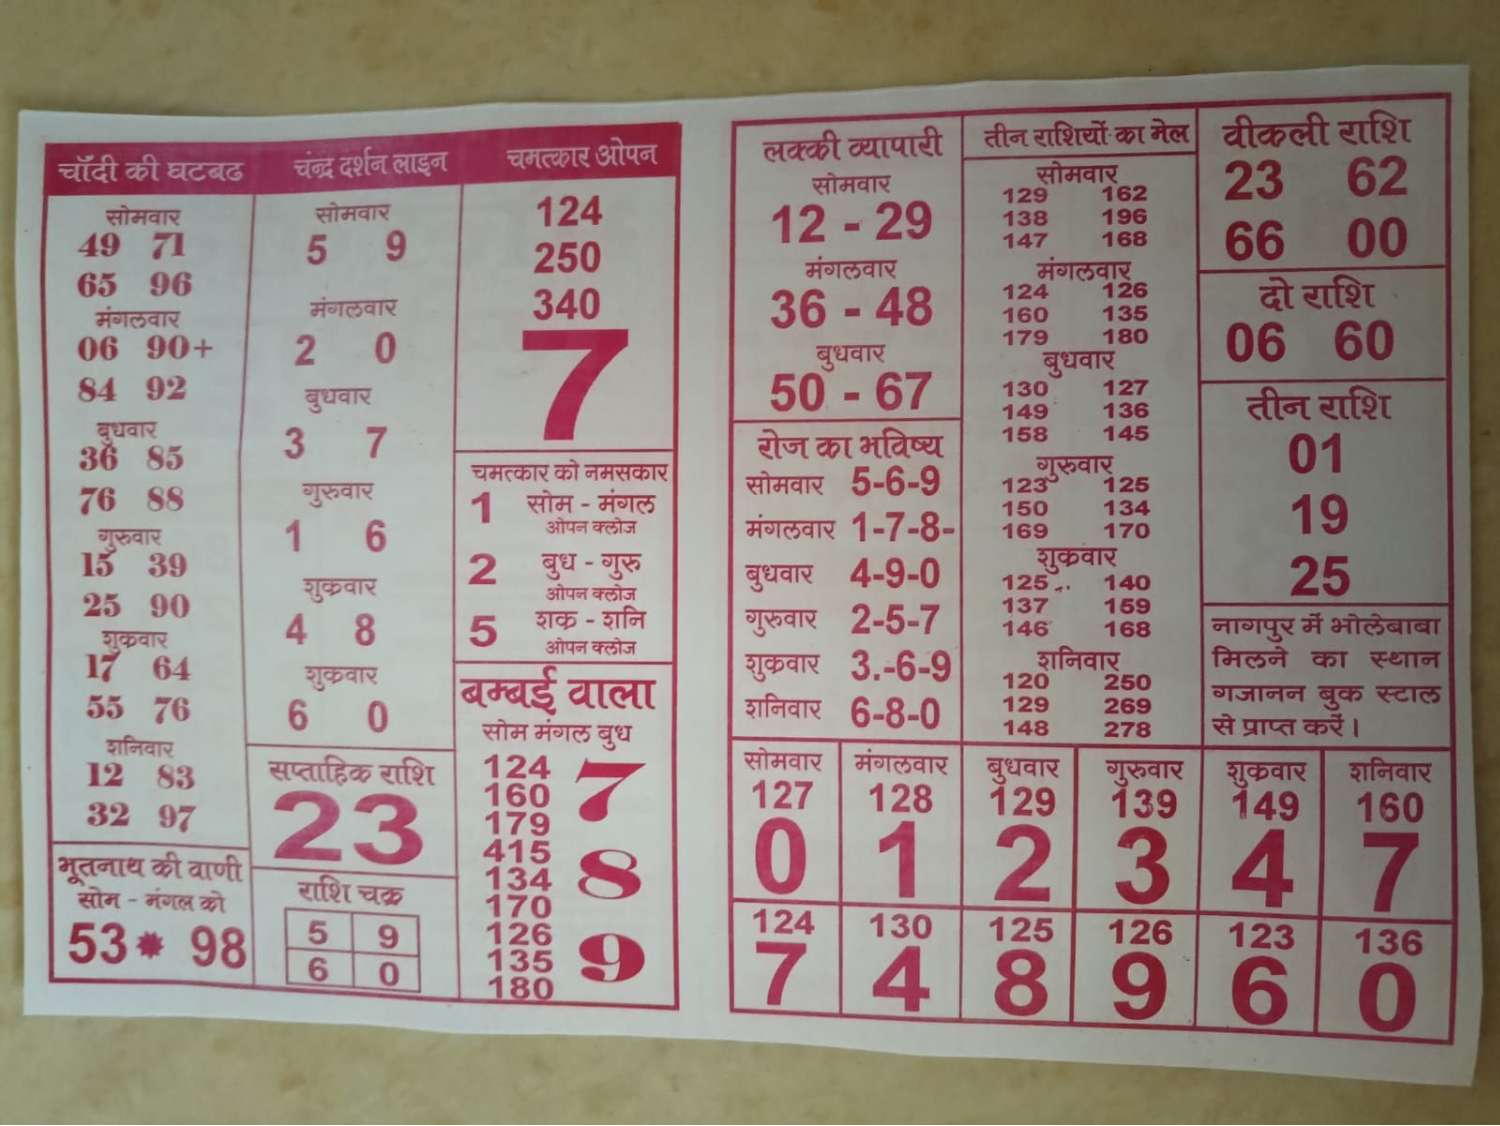 चाँदी की घटबढ
सोमवार
49 71
65 96
मंगलवार
06 90+
84 92
बुधवार
36 85
76 88
गुरुवार
15 39
25 90
शुक्रवार
17 64
55 76
शनिवार
12 83
32 97
भूतनाथ की वाणी
सोम - मंगल को
53 98
चंद्र दर्शन लाइन
सोमवार
5 9
मंगलवार
2 0
बुधवार
3 7
गुरुवार
1 6
शुक्रवार
4 8
शुक्रवार
6 0
सप्ताहिक राशि
23
राशि चक्र
5 9
6 0
चमत्कार ओपन
124
250
340
7
चमत्कार को नमसकार
1 सोम - मंगल
ओपन क्लोज
2 बुध - गुरु
ओपन क्लोज
5 शक - शनि
ओपन क्लोज
बम्बई वाला
सोम मंगल बुध
124
160
179
7
415
134
170
8
126
135
180
9
लक्की व्यापारी
सोमवार
12 - 29
मंगलवार
36 - 48
बुधवार
50 - 67
रोज का भविष्य
सोमवार 5-6-9
मंगलवार 1-7-8-
बुधवार 4-9-0
गुरुवार 2-5-7
शुक्रवार 3.-6-9
शनिवार 6-8-0
तीन राशियों का मेल
सोमवार
129 162
138 196
147 168
मंगलवार
124 126
160 135
179 180
बुधवार
130 127
149 136
158 145
गुरुवार
123 125
150 134
169 170
शुक्रवार
125.. 140
137 159
146 168
शनिवार
120 250
129 269
148 278
वीकली राशि
23 62
66 00
दो राशि
06 60
तीन राशि
01
19
25
नागपुर में भोलेबाबा
मिलने का स्थान
गजानन बुक स्टाल
से प्राप्त करें।
सोमवार मंगलवार बुधवार गुरुवार शुक्रवार शनिवार
127 128 129 139 149 160
0 1 2 3 4 7
124 130 125 126 123 136
7 4 8 9 6 0